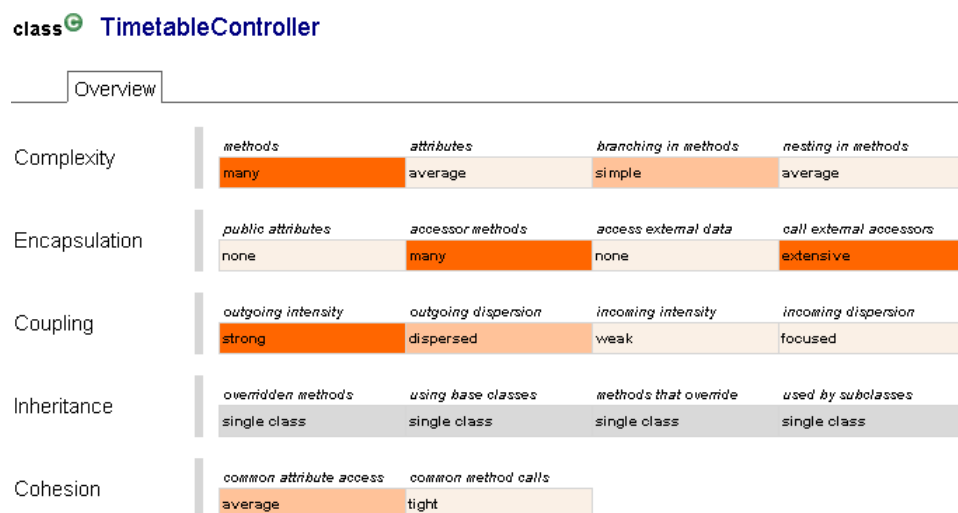 class C TimetableController
Overview
Complexity
methods attributes branching in methods nesting in methods
many average simple average
Encapsulation
public attributes accessor methods access external data call external accessors
none many none extensive
Coupling
outgoing intensity outgoing dispersion incoming intensity incoming dispersion
strong dispersed weak focused
Inheritance
overridden methods using base classes methods that override used by subclasses
single class single class single class single class
Cohesion
common attribute access common method calls
average tight